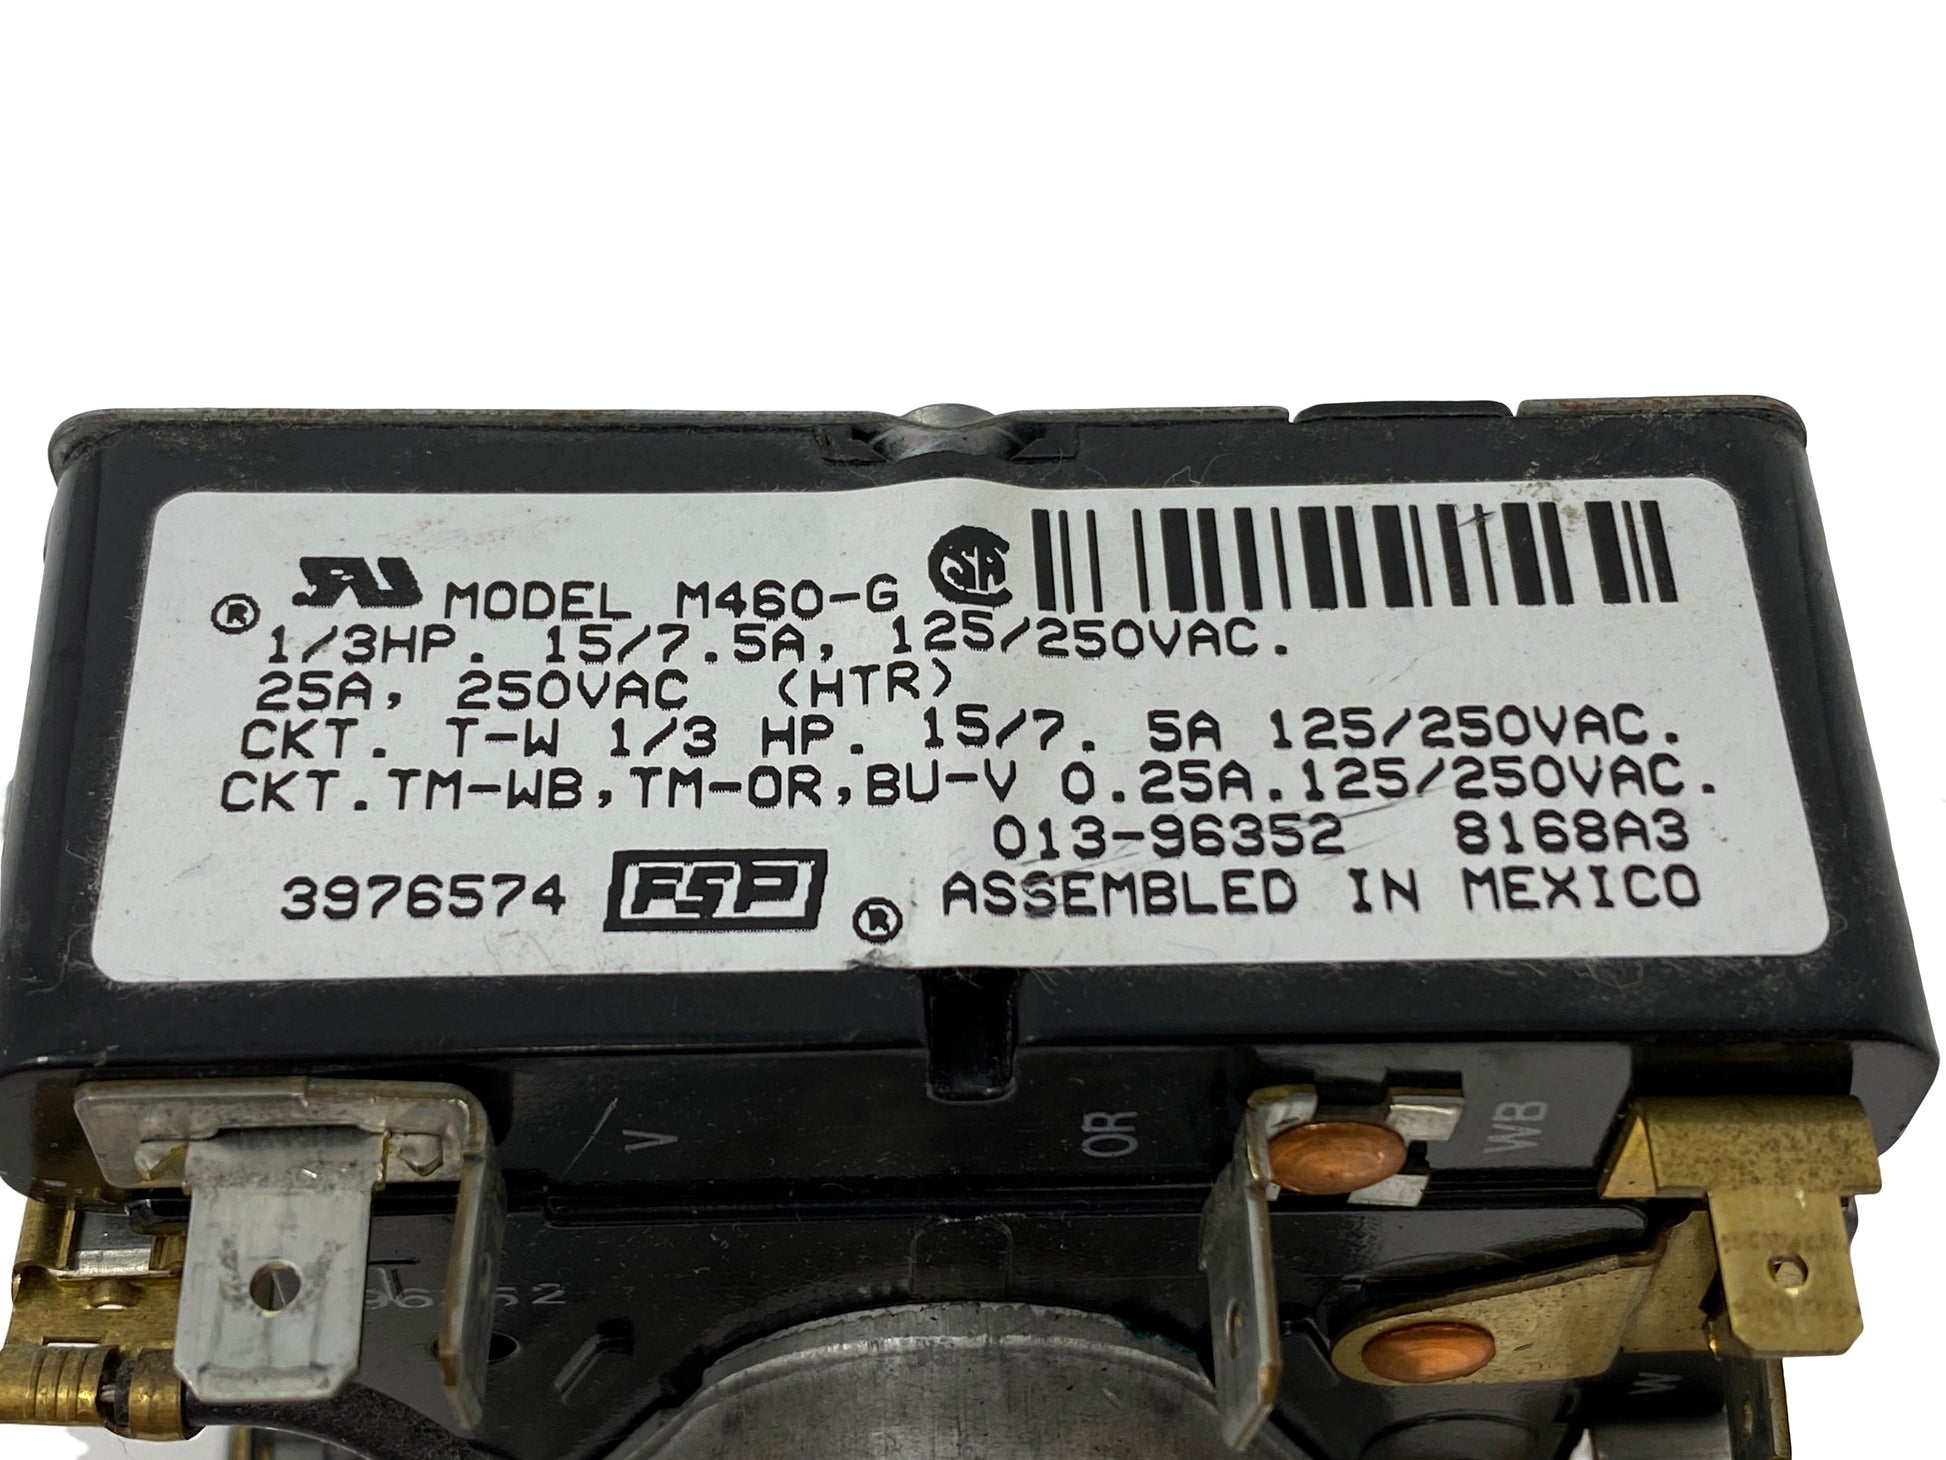 ® RU MODEL M460-G CSA
1/3HP. 15/7.5A, 125/250VAC.
25A, 250VAC (HTR)
CKT. T-W 1/3 HP. 15/7. 5A 125/250VAC.
CKT.TM-WB,TM-OR,BU-V 0.25A.125/250VAC.
013-96352 8168A3
3976574 FSP ® ASSEMBLED IN MEXICO
V OR WB
W